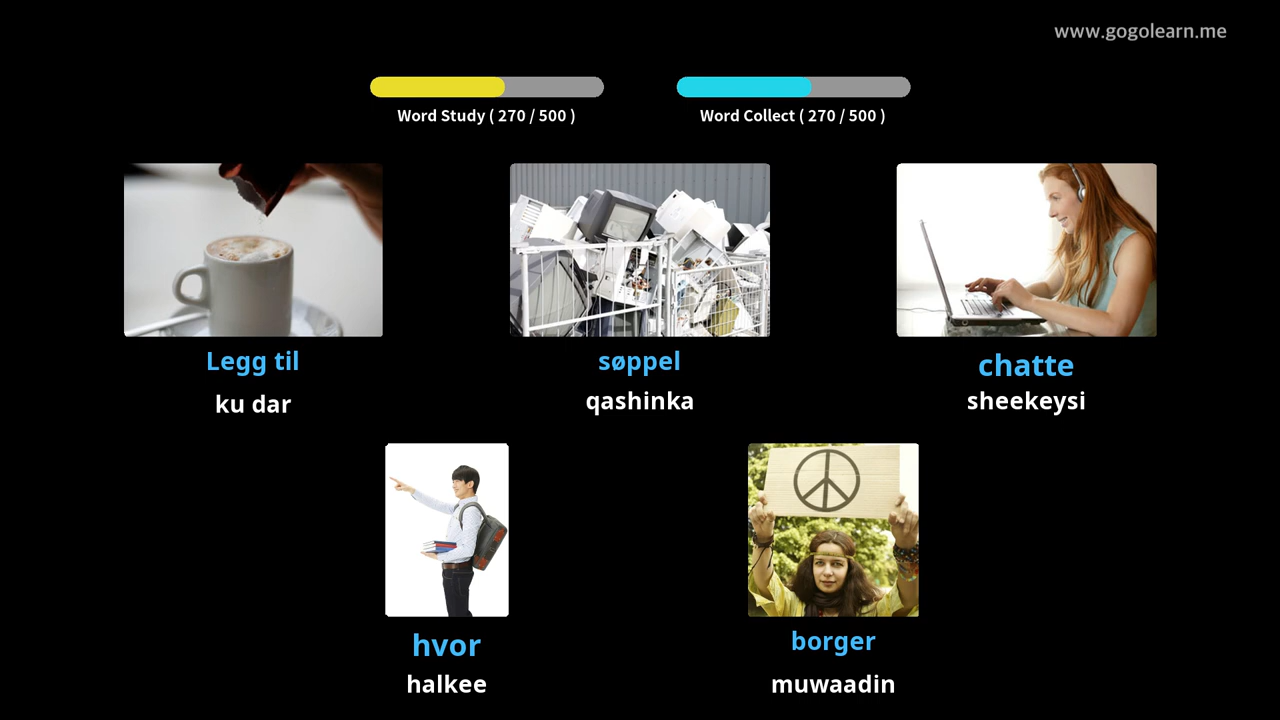 www.gogolearn.me
Word Study ( 270 / 500 )
Word Collect ( 270 / 500 )
Legg til
ku dar
søppel
qashinka
chatte
sheekeysi
hvor
halkee
borger
muwaadin